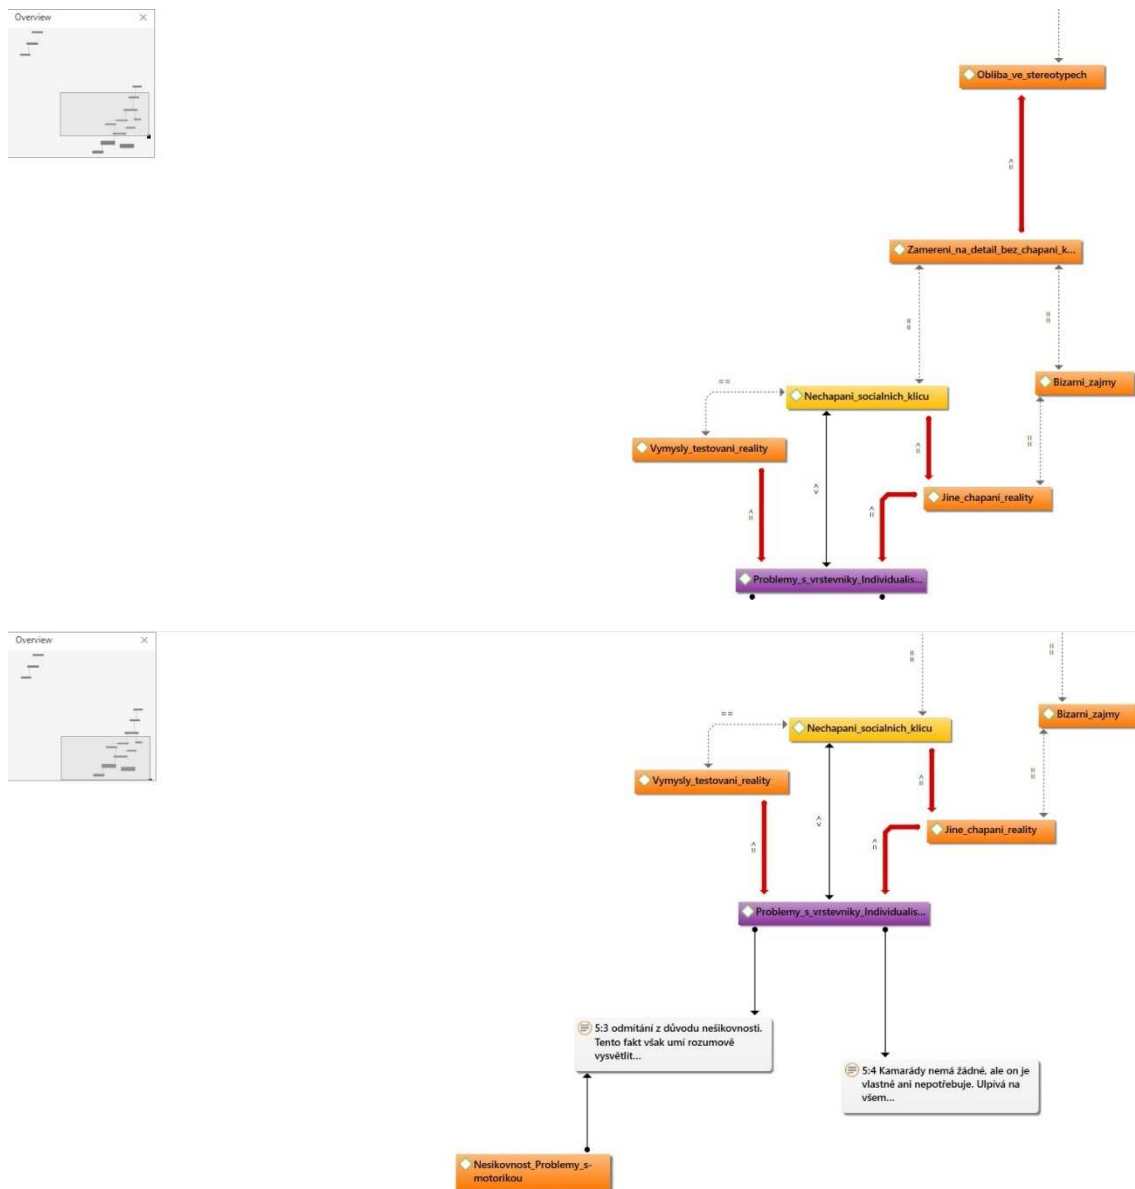 Overview
Obliba_ve_stereotypech
=>
Zamereni_na_detail_bez_chapani_k...
==
==
Bizarni_zajmy
==
Nechapani_socialnich_klicu
==
=>
Vymysly_testovani_reality
<>
Jine_chapani_reality
=>
=>
Problemy_s_vrstevniky_Individualis...
Overview
==
==
Bizarni_zajmy
==
Nechapani_socialnich_klicu
==
=>
Vymysly_testovani_reality
<>
Jine_chapani_reality
=>
=>
Problemy_s_vrstevniky_Individualis...
5:3 odmítání z důvodu nešikovnosti.
Tento fakt však umí rozumově
vysvětlit...
5:4 Kamarády nemá žádné, ale on je
vlastně ani nepotřebuje. Ulpívá na
všem...
Nesikovnost_Problemy_s-
motorikou